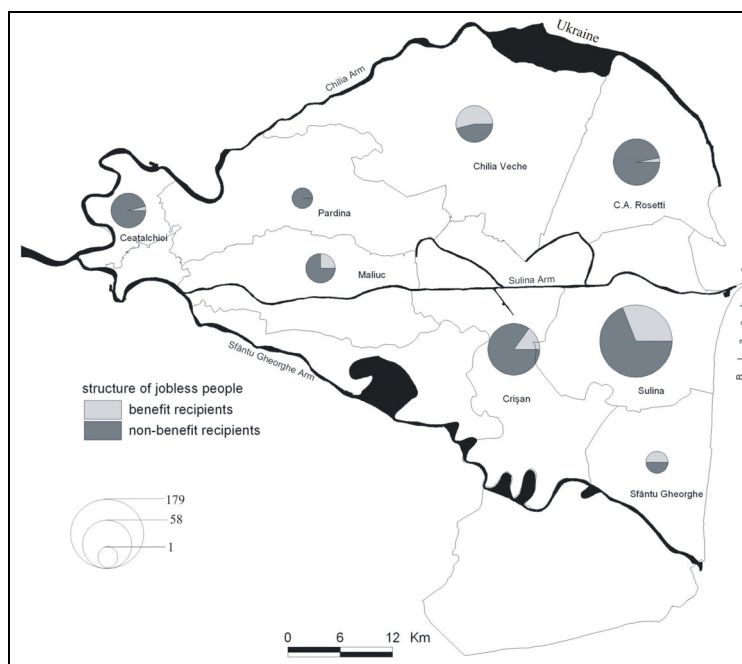 Ukraine
Chilia Arm
Chilia Veche
C.A. Rosetti
Pardina
Ceatalchioi
Maliuc
Sulina Arm
Sfântu Gheorghe Arm
structure of jobless people
benefit recipients
non-benefit recipients
Crişan
Sulina
Sfântu Gheorghe
179
58
1
0 6 12 Km